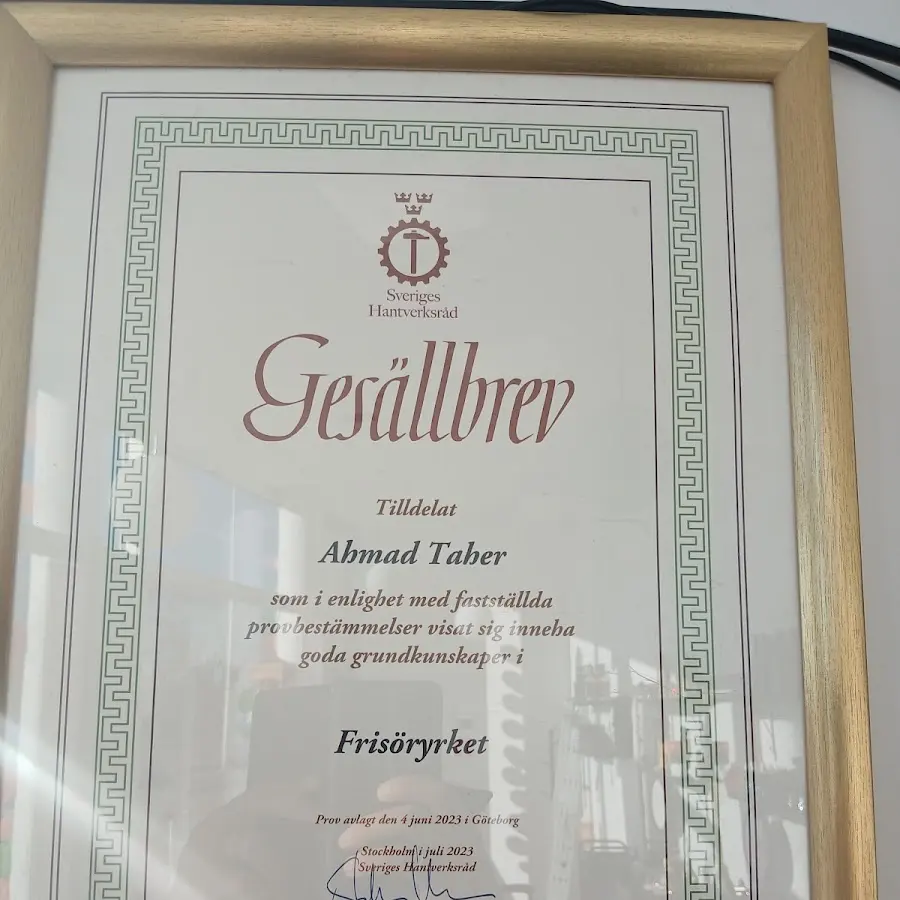 Sveriges
Hantverksråd
Gesällbrev
Tilldelat
Ahmad Taher
som i enlighet med fastställda
provbestämmelser visat sig inneha
goda grundkunskaper i
Frisöryrket
Prov avlagt den 4 juni 2023 i Göteborg
Stockholm i juli 2023
Sveriges Hantverksråd